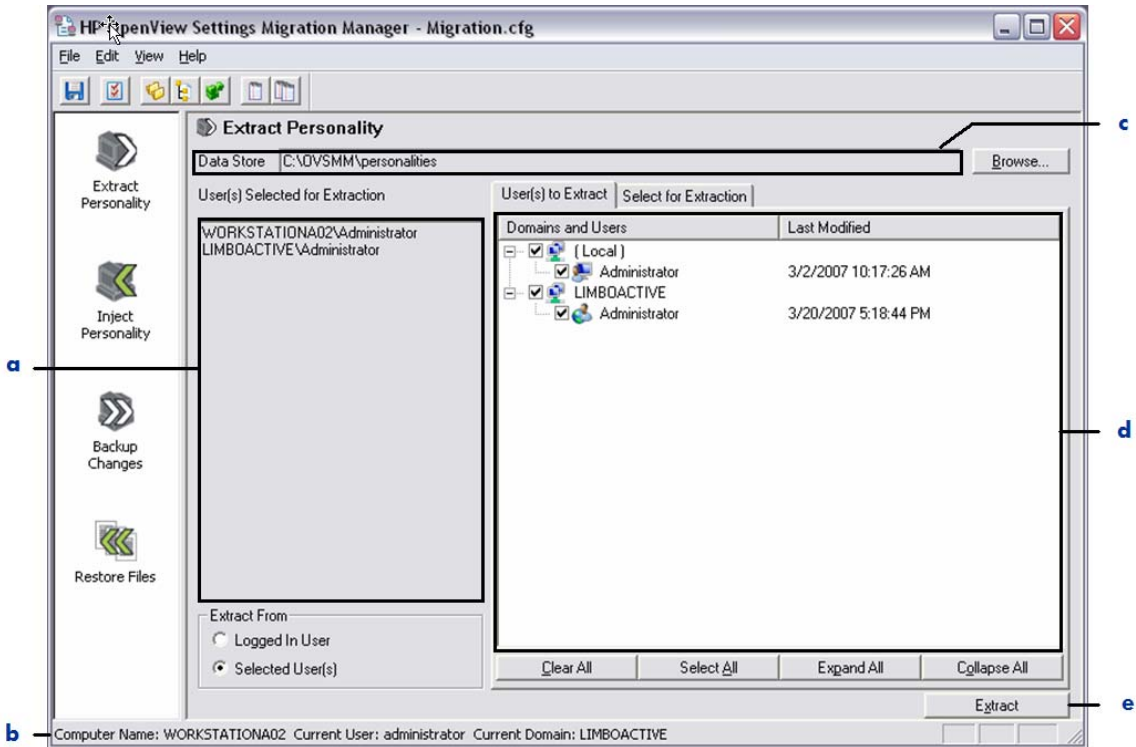 HP OpenView Settings Migration Manager - Migration.cfg
File Edit View Help
Extract Personality
c
Data Store C:\OVSMM\personalities Browse...
Extract
Personality
User(s) Selected for Extraction
User(s) to Extract Select for Extraction
WORKSTATIONA02\Administrator
LIMBOACTIVE\Administrator
Domains and Users Last Modified
(Local)
Administrator 3/2/2007 10:17:26 AM
LIMBOACTIVE
Administrator 3/20/2007 5:18:44 PM
Inject
Personality
a
d
Backup
Changes
Restore Files
Extract From
Logged In User
Selected User(s)
Clear All Select All Expand All Collapse All
Extract
e
b
Computer Name: WORKSTATIONA02 Current User: administrator Current Domain: LIMBOACTIVE